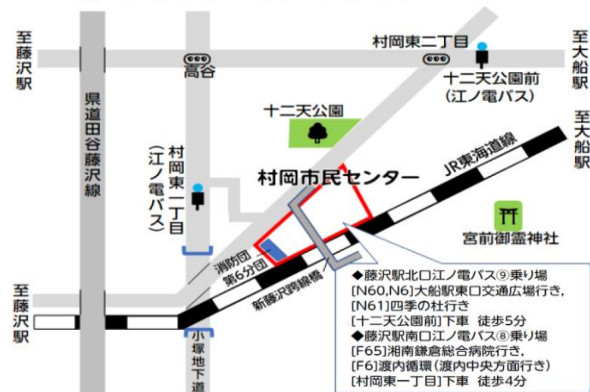 至藤沢駅
県道田谷藤沢線
高谷
村岡東二丁目
十二天公園前
(江ノ電バス)
至大船駅
至大船駅
十二天公園
村岡東一丁目
(江ノ電バス)
村岡市民センター
JR東海道線
宮前御霊神社
消防団
第6分団
新藤沢跨線橋
至藤沢駅
小塚地下道
◆藤沢駅北口江ノ電バス⑨乗り場
[N60,N6]大船駅東口交通広場行き,
[N61]四季の杜行き
[十二天公園前]下車 徒歩5分
◆藤沢駅南口江ノ電バス⑧乗り場
[F65]湘南鎌倉総合病院行き,
[F6]渡内循環(渡内中央方面行き)
[村岡東一丁目]下車 徒歩4分